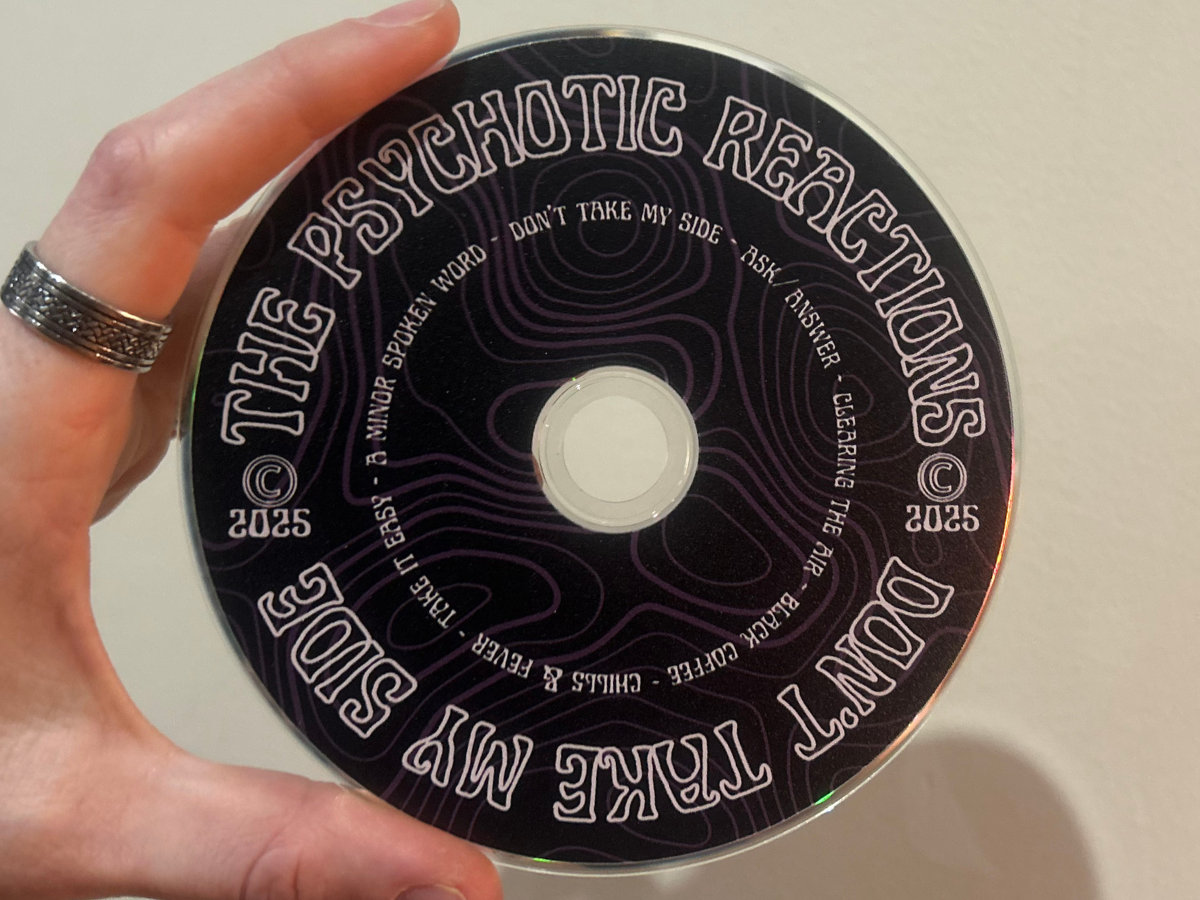 THE PSYCHOTIC REACTIONS
DON'T TAKE MY SIDE - ASK/ANSWER - CLEARING THE AIR - BLACK COFFEE - CHILLS & FEVER - TAKE IT EASY - A MINOR SPOKEN WORD -
© 2025
© 2025
DON'T TAKE MY SIDE